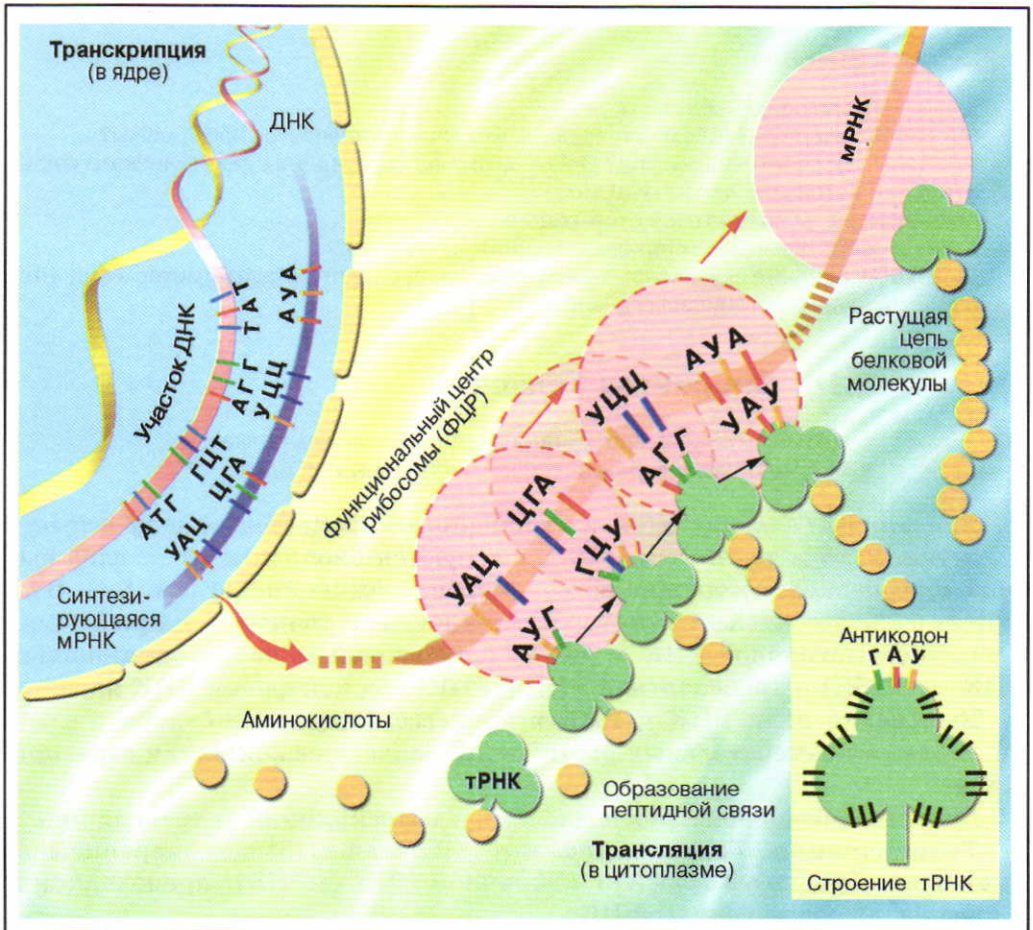 Транскрипция
(в ядре)
ДНК
Участок ДНК
ТАТ
АГГ
ГЦТ
АТГ
АУА
УЦЦ
ЦГА
УАЦ
Синтези-
рующаяся
мРНК
Функциональный центр
рибосомы (ФЦР)
мРНК
УАЦ
ЦГА
УЦЦ
АУА
АУГ
ГЦУ
АГГ
УАУ
Растущая
цепь
белковой
молекулы
Аминокислоты
тРНК
Образование
пептидной связи
Трансляция
(в цитоплазме)
Антикодон
ГАУ
Строение тРНК